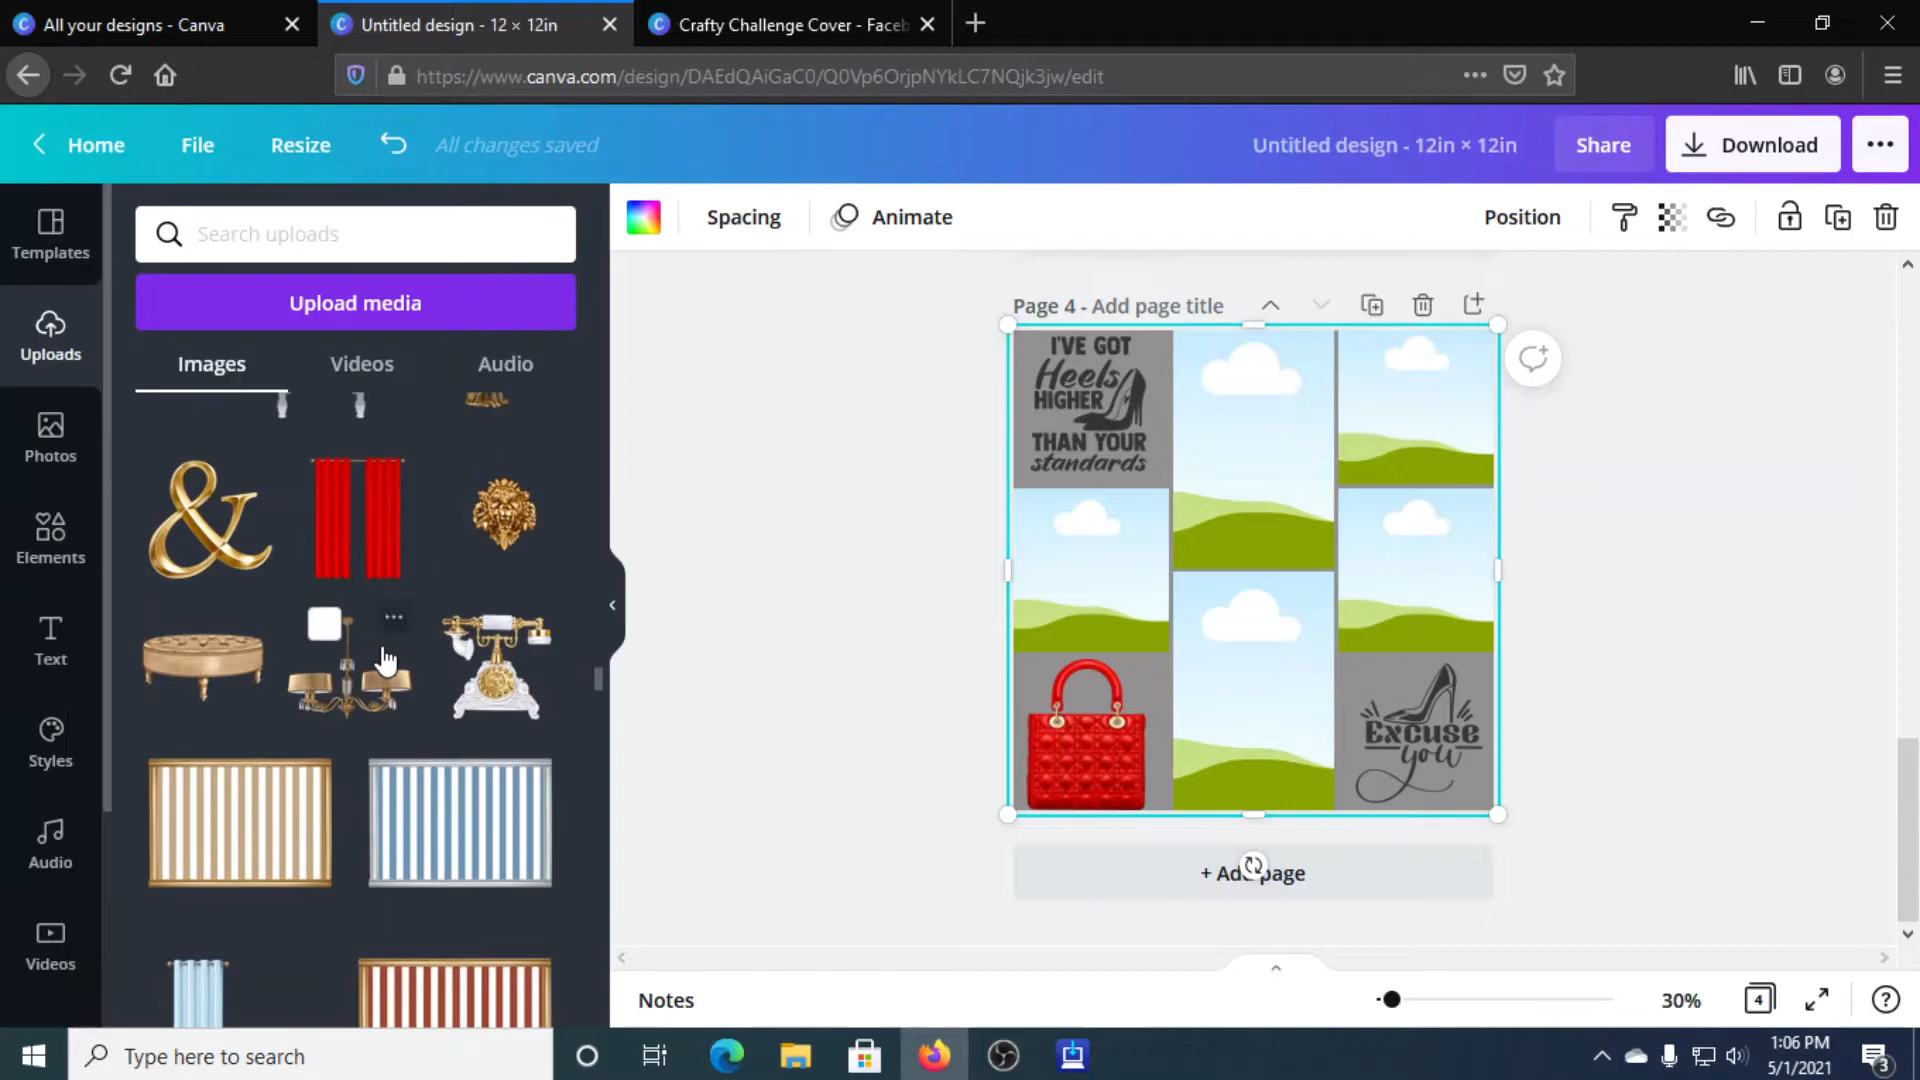 All your designs - Canva
Untitled design - 12 × 12in
Crafty Challenge Cover - Faceb
https://www.canva.com/design/DAEdQAiGaC0/Q0Vp6OrjpNYkLC7NQjk3jw/edit
Home
File
Resize
All changes saved
Untitled design - 12in × 12in
Share
Download
Templates
Uploads
Photos
Elements
Text
Styles
Audio
Videos
Search uploads
Upload media
Images
Videos
Audio
&
Spacing
Animate
Position
Page 4 - Add page title
I'VE GOT
Heels
HIGHER
THAN YOUR
standards
Excuse
you
+ Add page
Notes
30%
4
Type here to search
1:06 PM
5/1/2021
3